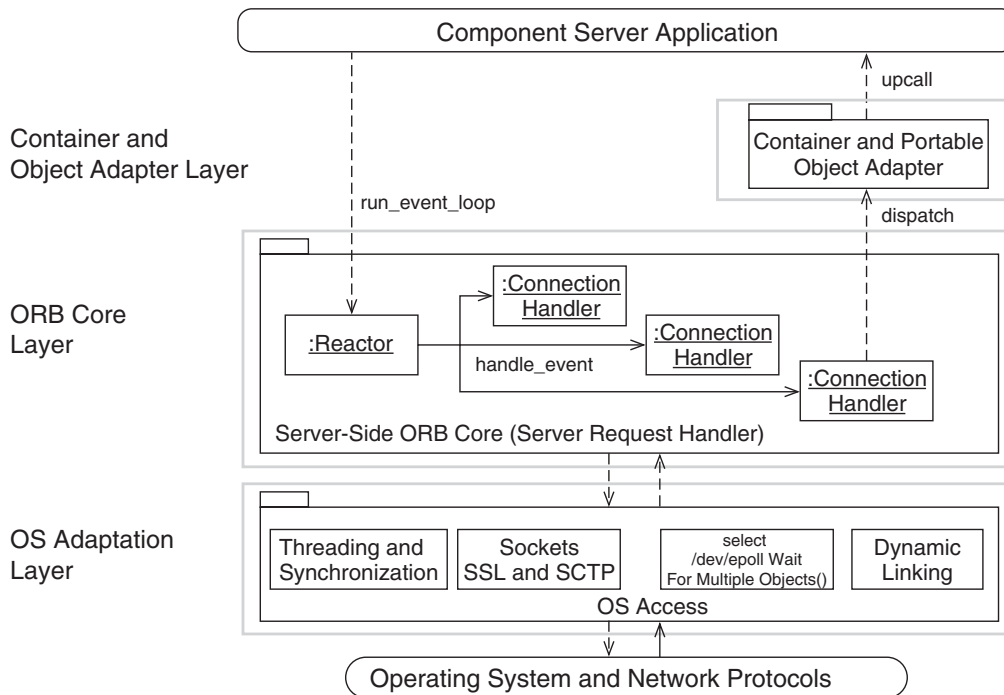 Component Server Application
upcall
Container and
Object Adapter Layer
Container and Portable
Object Adapter
run_event_loop
dispatch
ORB Core
Layer
:Reactor
handle_event
:Connection
Handler
:Connection
Handler
:Connection
Handler
Server-Side ORB Core (Server Request Handler)
OS Adaptation
Layer
Threading and
Synchronization
Sockets
SSL and SCTP
select
/dev/epoll Wait
For Multiple Objects()
Dynamic
Linking
OS Access
Operating System and Network Protocols